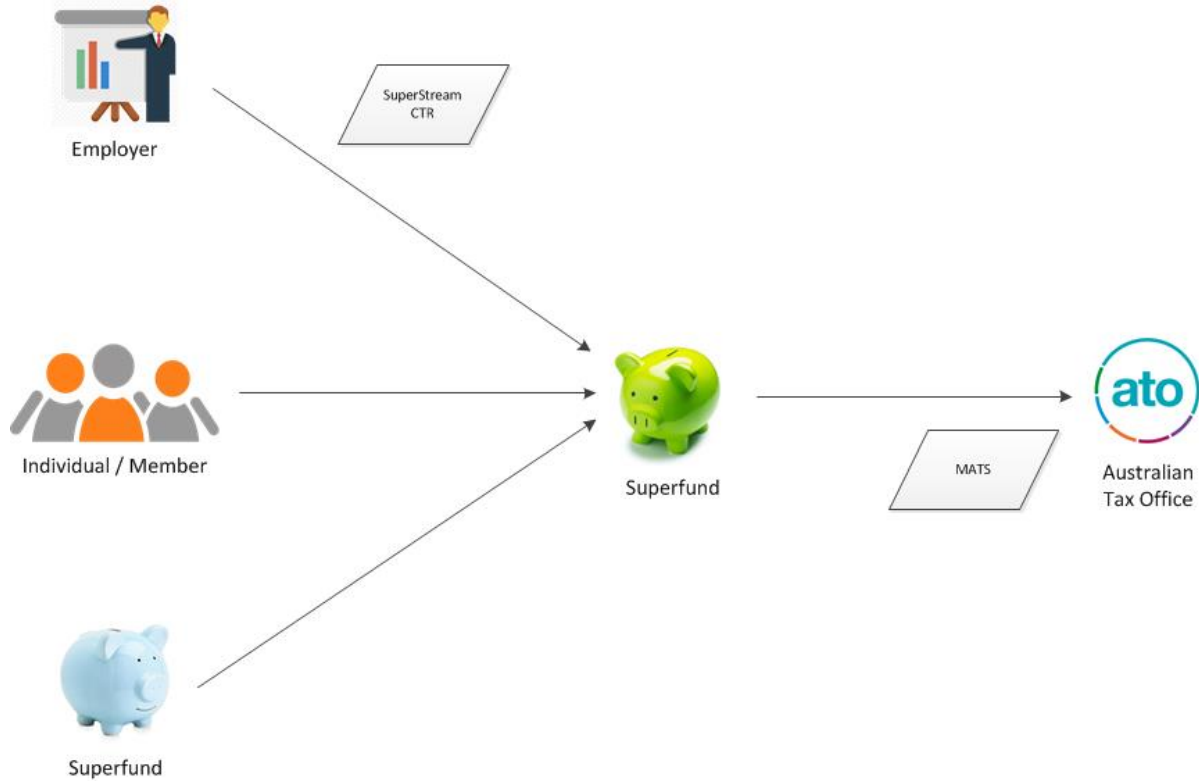 SuperStream
CTR
Employer
Individual / Member
Superfund
MATS
ato
Australian
Tax Office
Superfund